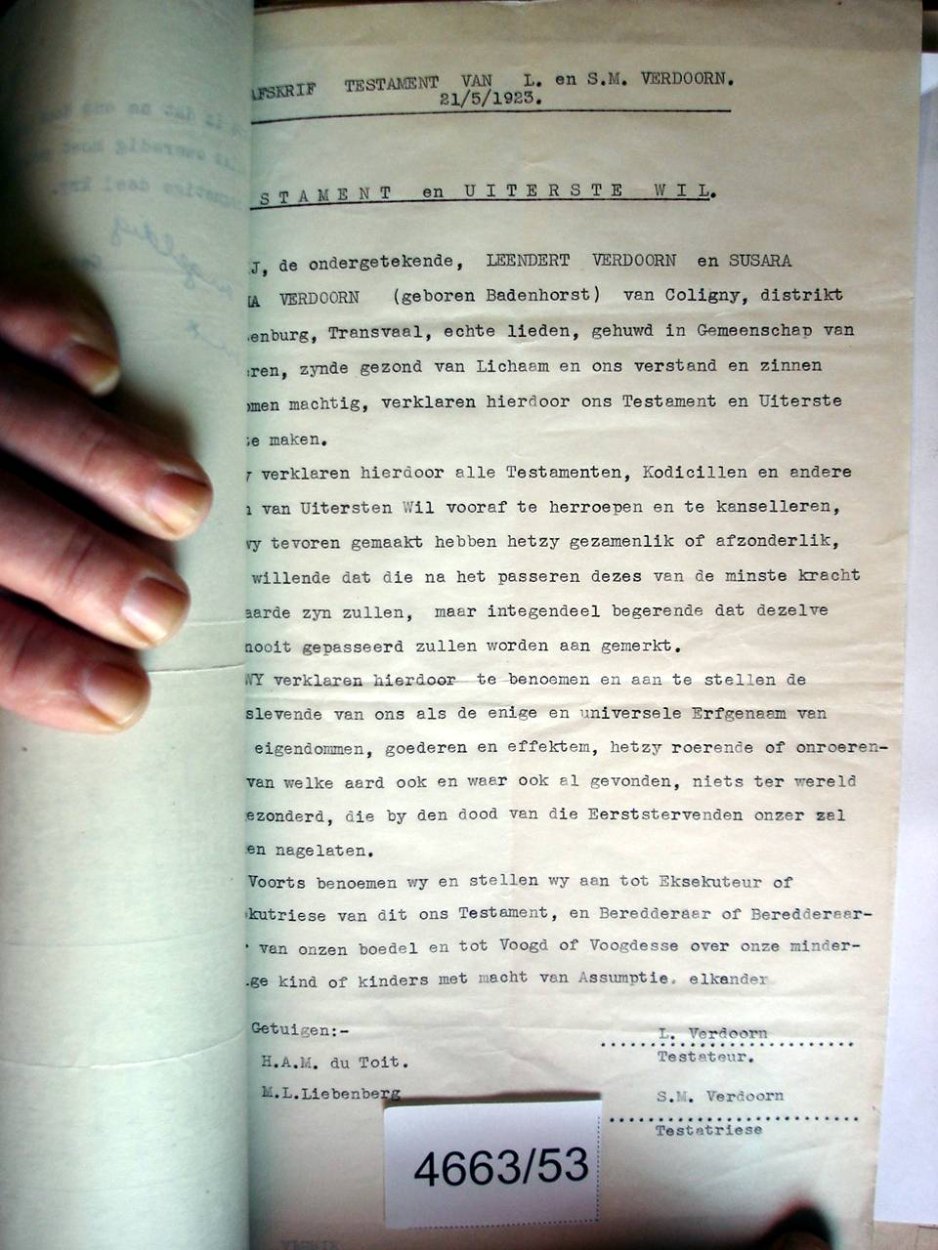 AFSKRIF TESTAMENT VAN L. en S.M. VERDOORN.
21/5/1923.
STAMENT en UITERSTE WIL.
J, de ondergetekende, LEENDERT VERDOORN en SUSARA
A VERDOORN (geboren Badenhorst) van Coligny, distrikt
enburg, Transvaal, echte lieden, gehuwd in Gemeenschap van
ren, zynde gezond van Lichaam en ons verstand en zinnen
omen machtig, verklaren hierdoor ons Testament en Uiterste
te maken.
y verklaren hierdoor alle Testamenten, Kodicillen en andere
n van Uitersten Wil vooraf te herroepen en te kanselleren,
wy tevoren gemaakt hebben hetzy gezamenlik of afzonderlik,
willende dat die na het passeren dezes van de minste kracht
aarde zyn zullen, maar integendeel begerende dat dezelve
nooit gepasseerd zullen worden aan gemerkt.
WY verklaren hierdoor te benoemen en aan te stellen de
slevende van ons als de enige en universele Erfgenaam van
eigendommen, goederen en effektem, hetzy roerende of onroeren-
van welke aard ook en waar ook al gevonden, niets ter wereld
ezonderd, die by den dood van die Eerststervenden onzer zal
en nagelaten.
Voorts benoemen wy en stellen wy aan tot Eksekuteur of
kutriese van dit ons Testament, en Beredderaar of Beredderaar-
van onzen boedel en tot Voogd of Voogdesse over onze minder-
ge kind of kinders met macht van Assumptie. elkander
Getuigen:-
H.A.M. du Toit.
M.L.Liebenberg
L. Verdoorn
Testateur.
S.M. Verdoorn
Testatriese
4663/53